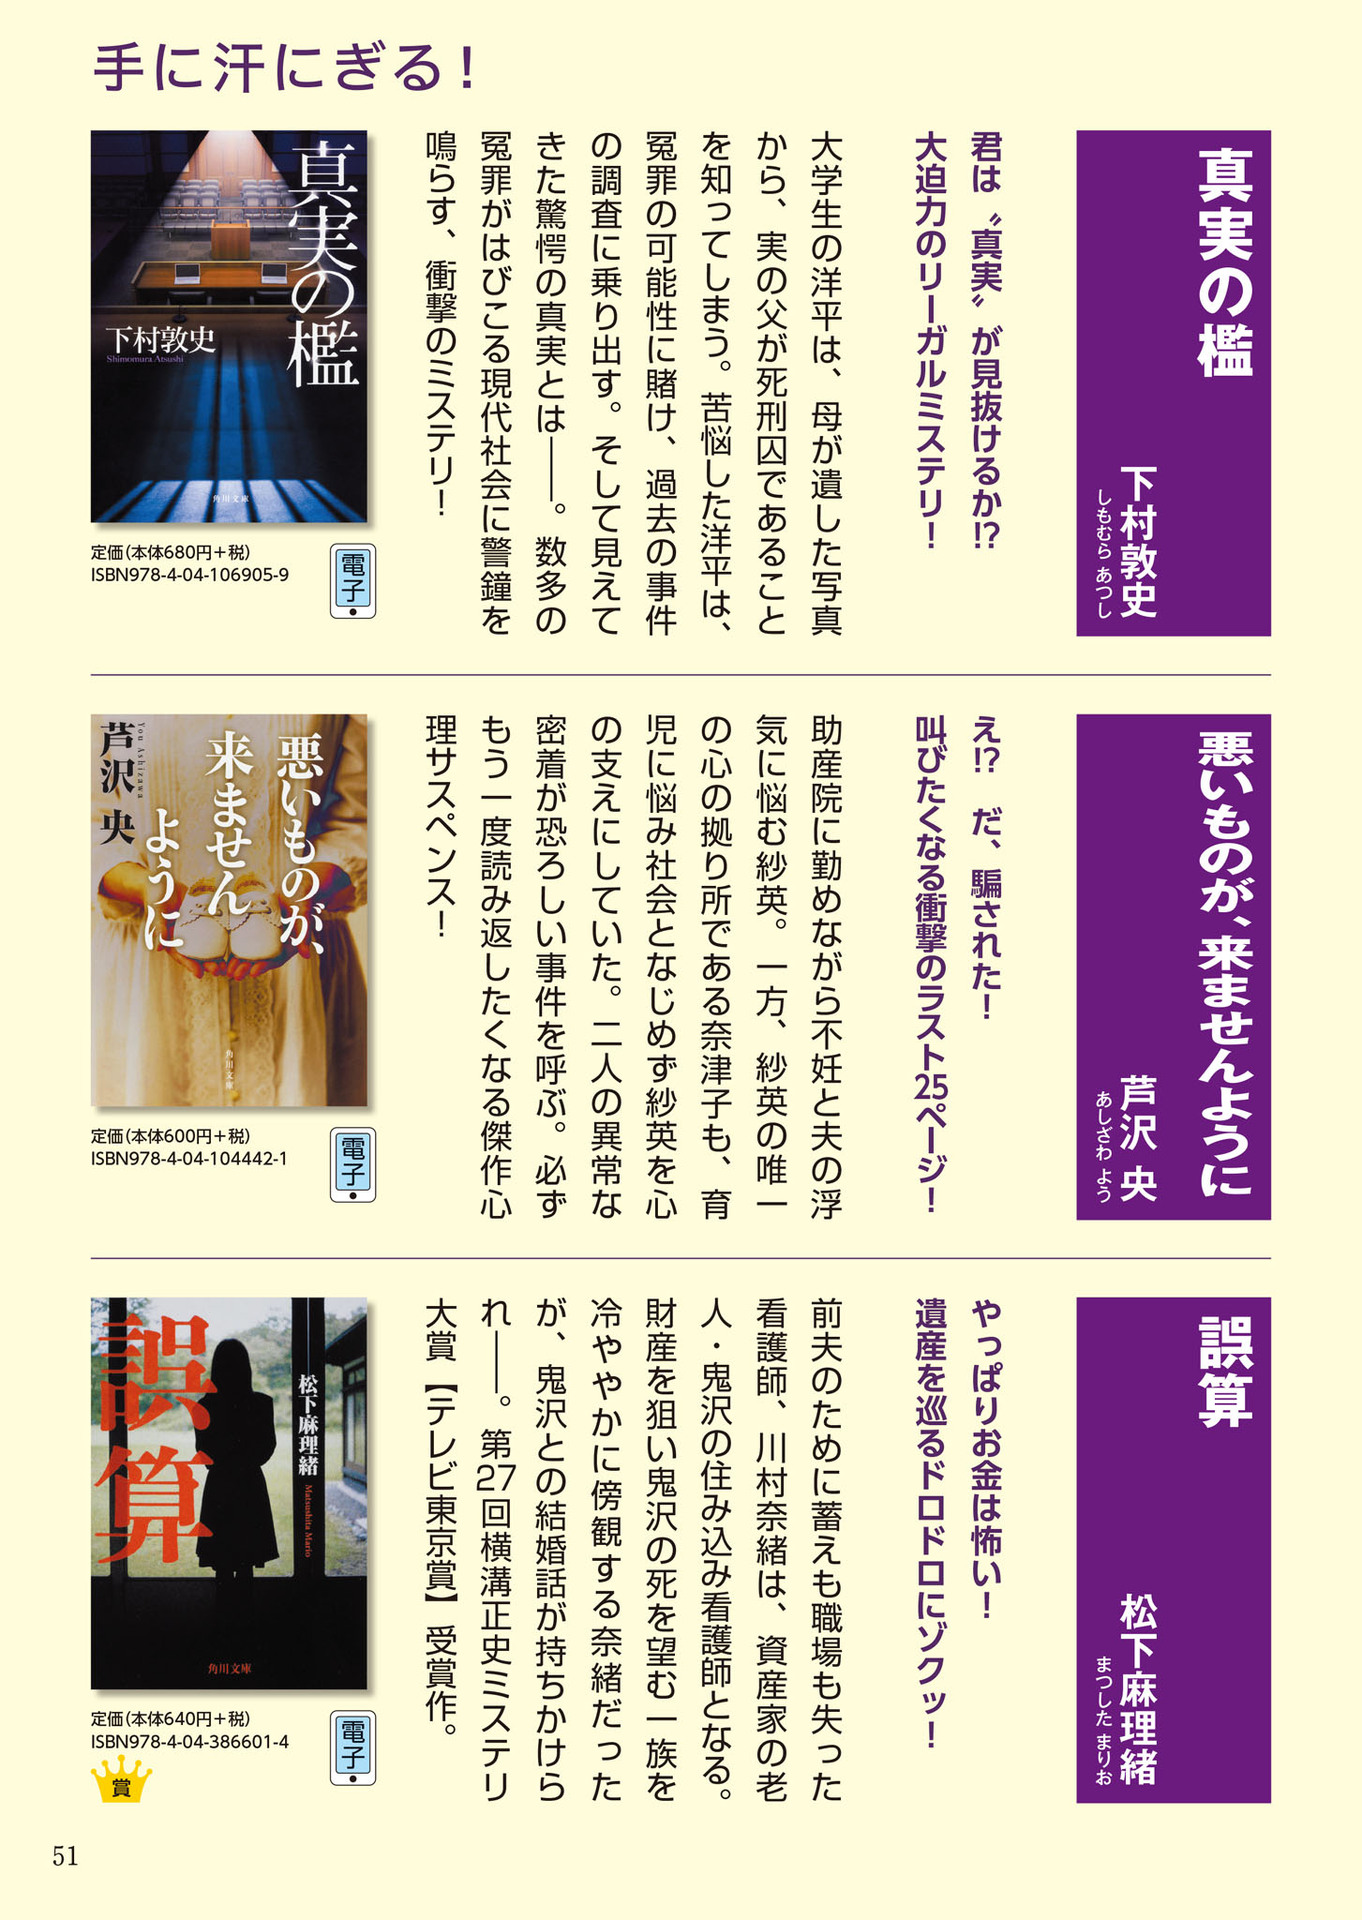 手に汗にぎる！
真実の檻
下村敦史
しもむら あつし
君は〝真実〟が見抜けるか!?
大迫力のリーガルミステリ！
大学生の洋平は、母が遺した写真
から、実の父が死刑囚であること
を知ってしまう。苦悩した洋平は、
冤罪の可能性に賭け、過去の事件
の調査に乗り出す。そして見えて
きた驚愕の真実とは――。数多の
冤罪がはびこる現代社会に警鐘を
鳴らす、衝撃のミステリ！
真実の檻
下村敦史
Shimomura Atsushi
角川文庫
定価（本体680円＋税）
ISBN978-4-04-106905-9
電子
悪いものが、来ませんように
芦沢 央
あしざわ よう
え!?　だ、騙された！
叫びたくなる衝撃のラスト25ページ！
助産院に勤めながら不妊と夫の浮
気に悩む紗英。一方、紗英の唯一
の心の拠り所である奈津子も、育
児に悩み社会となじめず紗英を心
の支えにしていた。二人の異常な
密着が恐ろしい事件を呼ぶ。必ず
もう一度読み返したくなる傑作心
理サスペンス！
悪いものが、
来ません
ように
芦沢 央
You Ashizawa
角川文庫
定価（本体600円＋税）
ISBN978-4-04-104442-1
電子
誤算
松下麻理緒
まつした まりお
やっぱりお金は怖い！
遺産を巡るドロドロにゾクッ！
前夫のために蓄えも職場も失った
看護師、川村奈緒は、資産家の老
人・鬼沢の住み込み看護師となる。
財産を狙い鬼沢の死を望む一族を
冷ややかに傍観する奈緒だった
が、鬼沢との結婚話が持ちかけら
れ――。第27回横溝正史ミステリ
大賞【テレビ東京賞】受賞作。
誤算
松下麻理緒
Matsushita Mario
角川文庫
定価（本体640円＋税）
ISBN978-4-04-386601-4
電子
賞
51